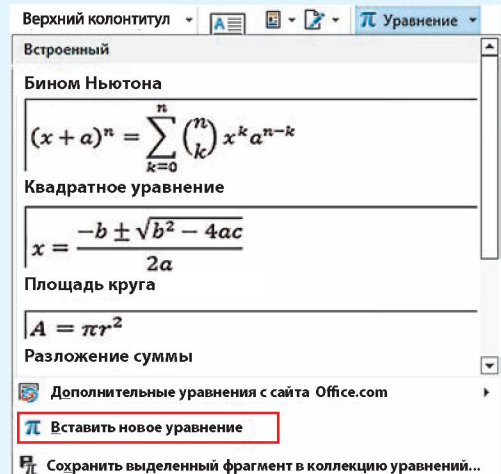 Верхний колонтитул A π Уравнение
Встроенный
Бином Ньютона
(x + a)^n = ∑_{k=0}^{n} (n k) x^k a^{n−k}
Квадратное уравнение
x = (−b ± √(b² − 4ac)) / 2a
Площадь круга
A = πr²
Разложение суммы
Дополнительные уравнения с сайта Office.com
π Вставить новое уравнение
π Сохранить выделенный фрагмент в коллекцию уравнений...